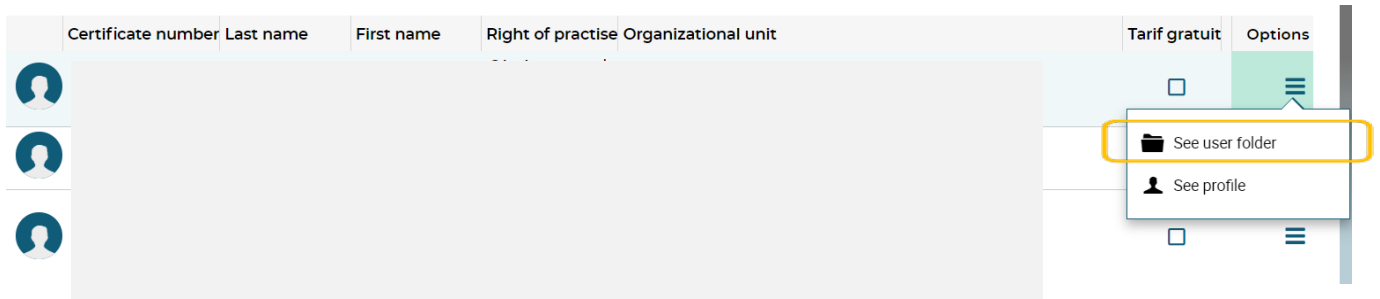 Certificate number Last name First name Right of practise Organizational unit Tarif gratuit Options
See user folder
See profile